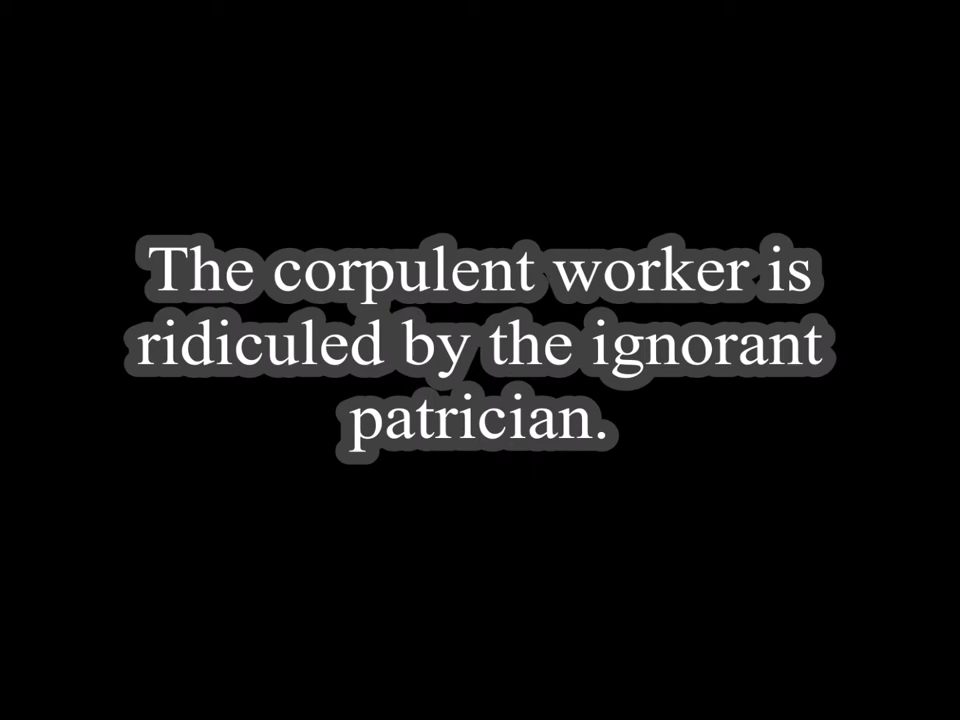 The corpulent worker is
ridiculed by the ignorant
patrician.